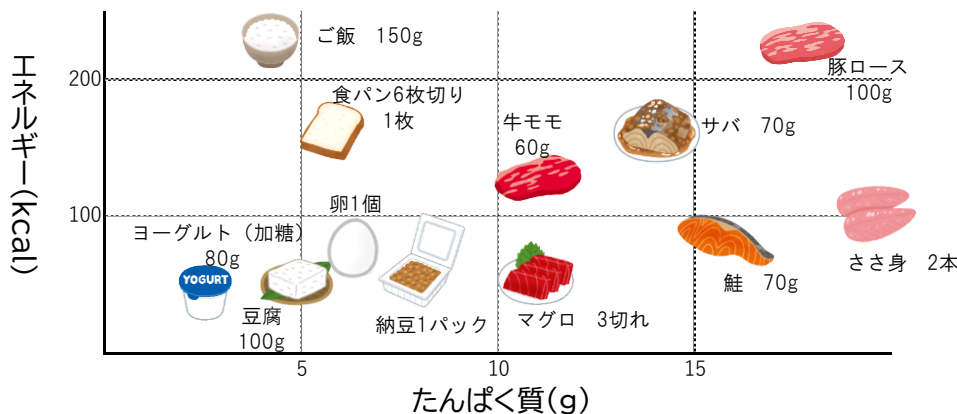 エネルギー(kcal)
200
100
ご飯　150g
豚ロース
100g
食パン6枚切り
1枚
牛モモ
60g
サバ　70g
卵1個
ヨーグルト（加糖）
80g
YOGURT
豆腐
100g
納豆1パック
マグロ　3切れ
鮭　70g
ささ身　2本
5
10
15
たんぱく質(g)